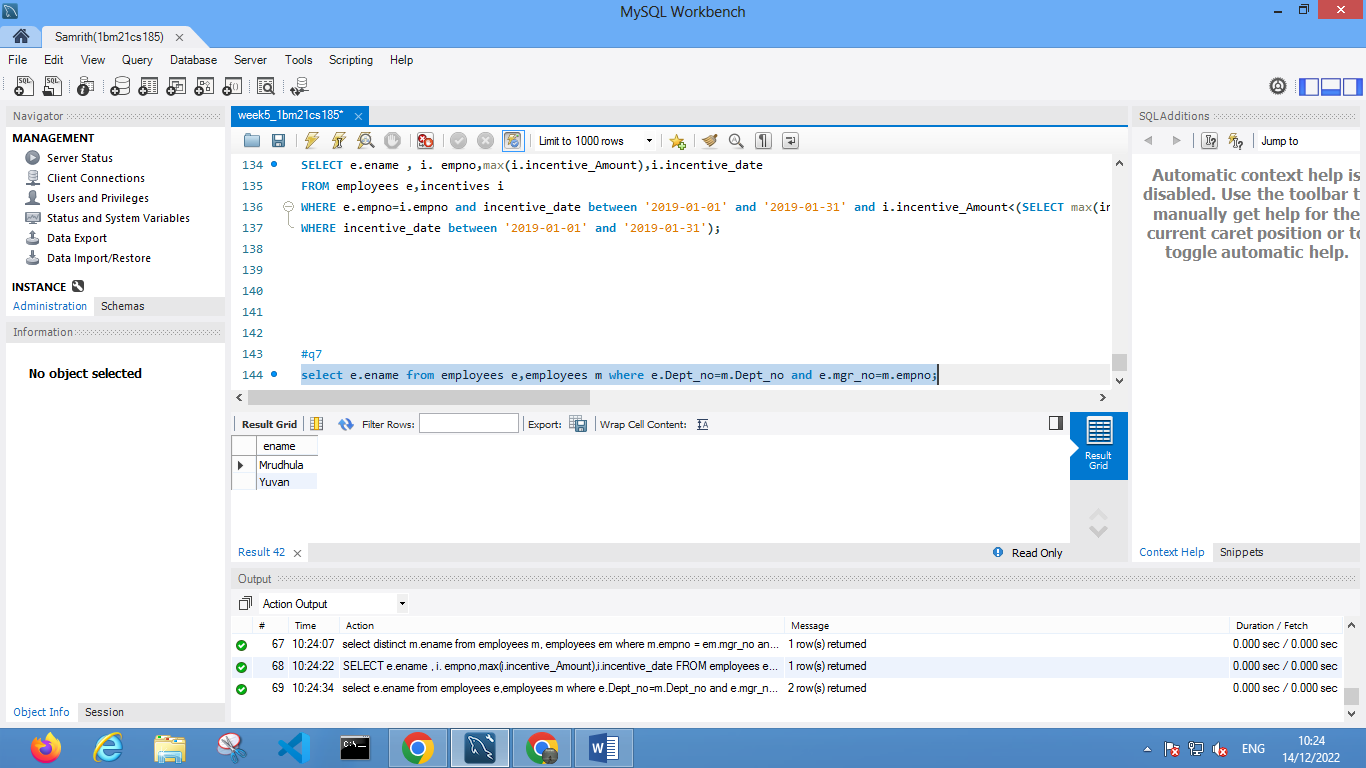 MySQL Workbench
Samrith(1bm21cs185)
File Edit View Query Database Server Tools Scripting Help
Navigator
MANAGEMENT
Server Status
Client Connections
Users and Privileges
Status and System Variables
Data Export
Data Import/Restore
INSTANCE
Administration Schemas
Information
No object selected
Object Info Session
week5_1bm21cs185*
Limit to 1000 rows
134 SELECT e.ename , i. empno,max(i.incentive_Amount),i.incentive_date
135 FROM employees e,incentives i
136 WHERE e.empno=i.empno and incentive_date between '2019-01-01' and '2019-01-31' and i.incentive_Amount<(SELECT max(in
137 WHERE incentive_date between '2019-01-01' and '2019-01-31');
138
139
140
141
142
143 #q7
144 select e.ename from employees e,employees m where e.Dept_no=m.Dept_no and e.mgr_no=m.empno;
Result Grid Filter Rows: Export: Wrap Cell Content:
ename
Mrudhula
Yuvan
Result Grid
Result 42
Read Only
SQLAdditions
Jump to
Automatic context help is
disabled. Use the toolbar t
manually get help for the
current caret position or to
toggle automatic help.
Context Help Snippets
Output
Action Output
# Time Action Message Duration / Fetch
67 10:24:07 select distinct m.ename from employees m, employees em where m.empno = em.mgr_no an... 1 row(s) returned 0.000 sec / 0.000 sec
68 10:24:22 SELECT e.ename , i. empno,max(i.incentive_Amount),i.incentive_date FROM employees e... 1 row(s) returned 0.000 sec / 0.000 sec
69 10:24:34 select e.ename from employees e,employees m where e.Dept_no=m.Dept_no and e.mgr_n... 2 row(s) returned 0.000 sec / 0.000 sec
ENG
10:24
14/12/2022